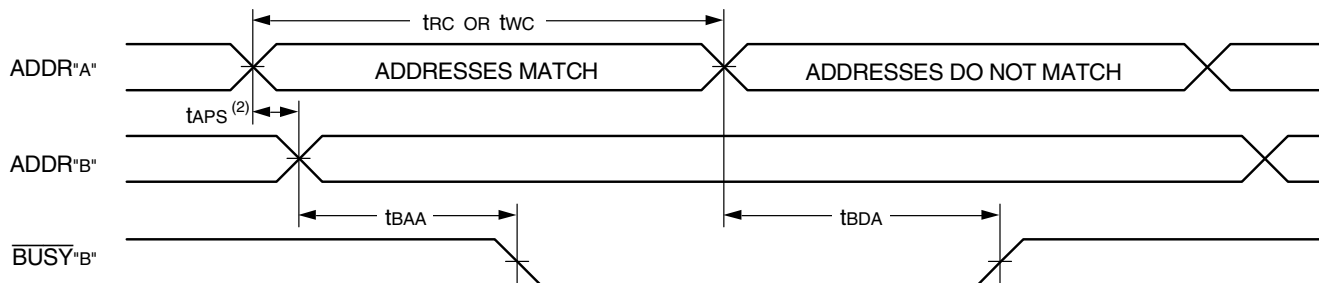 tRC OR tWC
ADDR"A"
ADDRESSES MATCH
ADDRESSES DO NOT MATCH
tAPS (2)
ADDR"B"
tBAA
tBDA
BUSY"B"